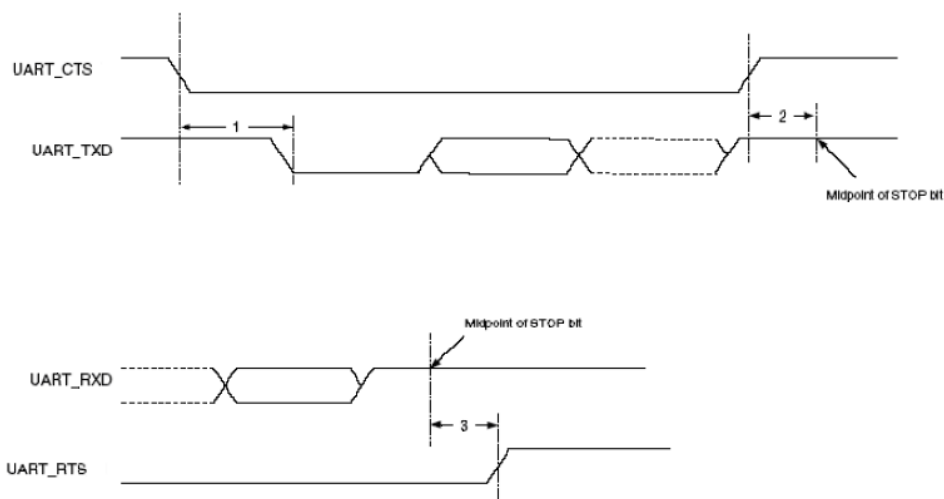 UART_CTS
1
2
UART_TXD
Midpoint of STOP bit
Midpoint of STOP bit
UART_RXD
3
UART_RTS